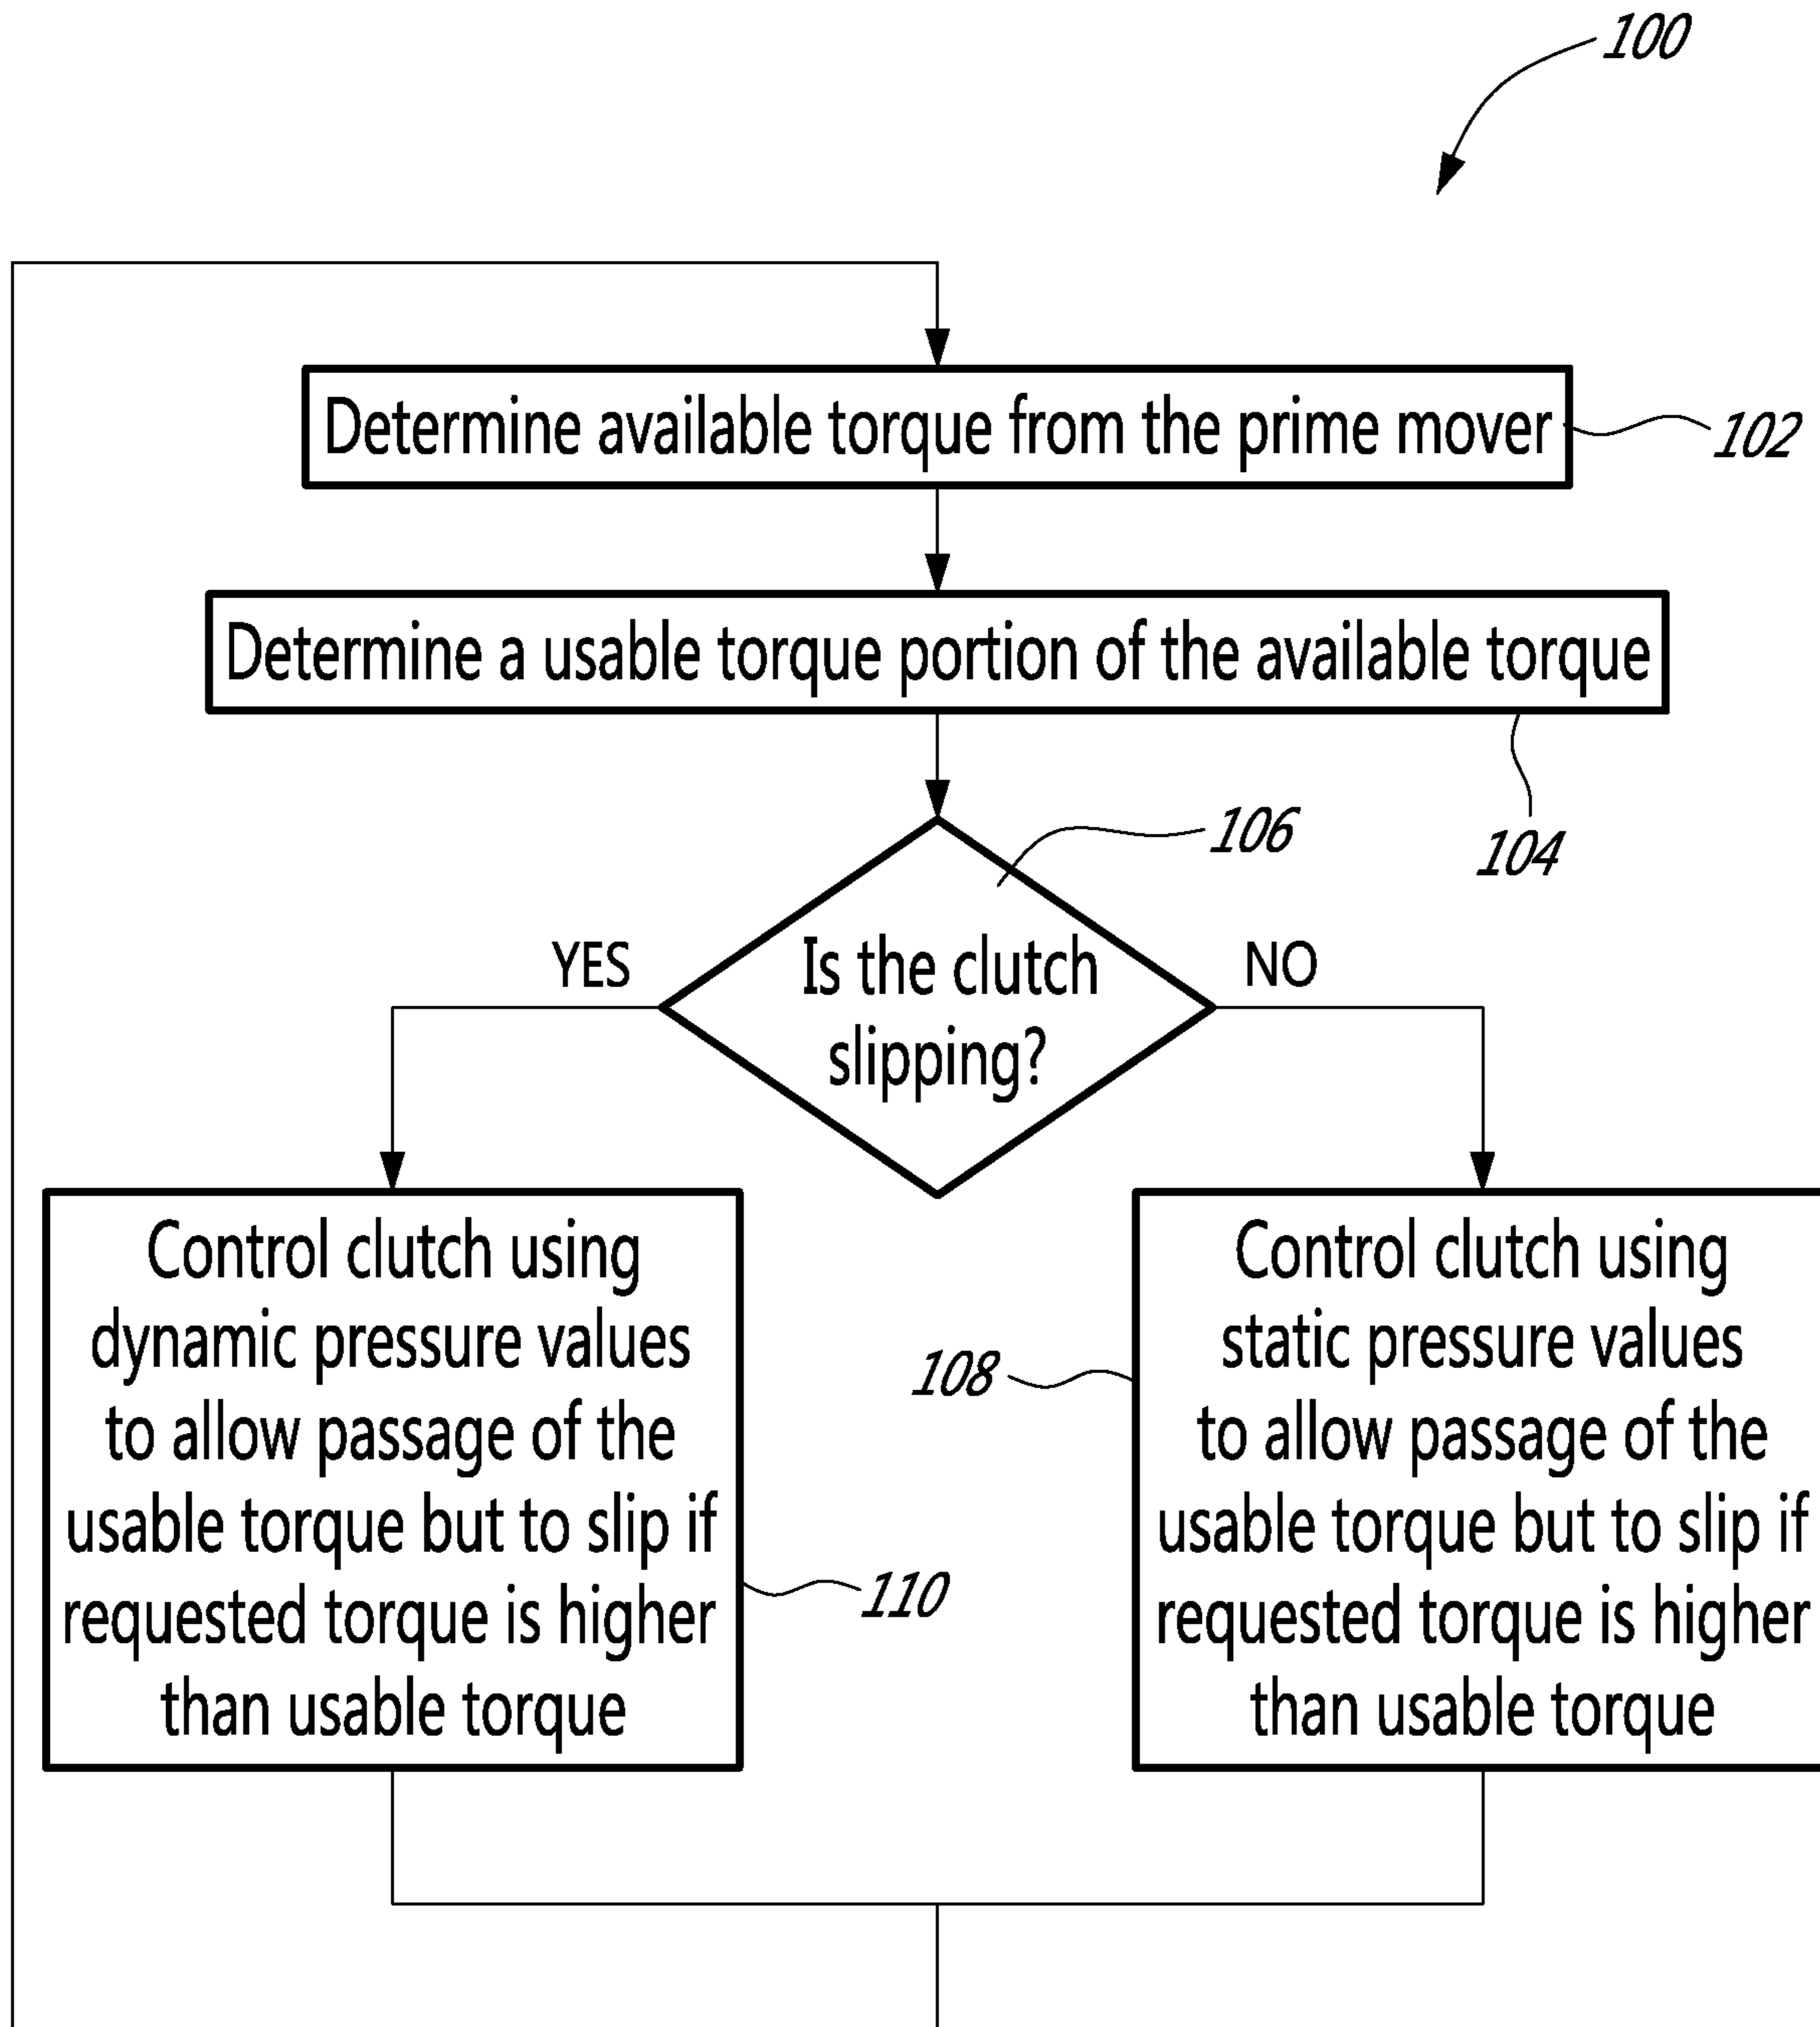 100
Determine available torque from the prime mover
102
Determine a usable torque portion of the available torque
104
106
Is the clutch
slipping?
YES
NO
Control clutch using
dynamic pressure values
to allow passage of the
usable torque but to slip if
requested torque is higher
than usable torque
110
Control clutch using
static pressure values
to allow passage of the
usable torque but to slip if
requested torque is higher
than usable torque
108